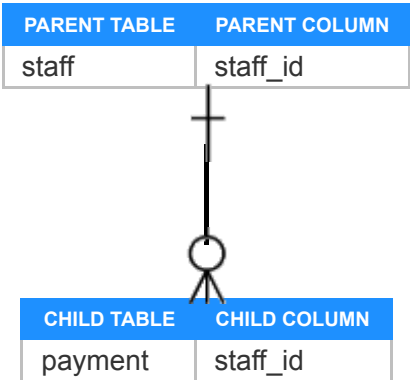 PARENT TABLE PARENT COLUMN
staff staff_id
CHILD TABLE CHILD COLUMN
payment staff_id